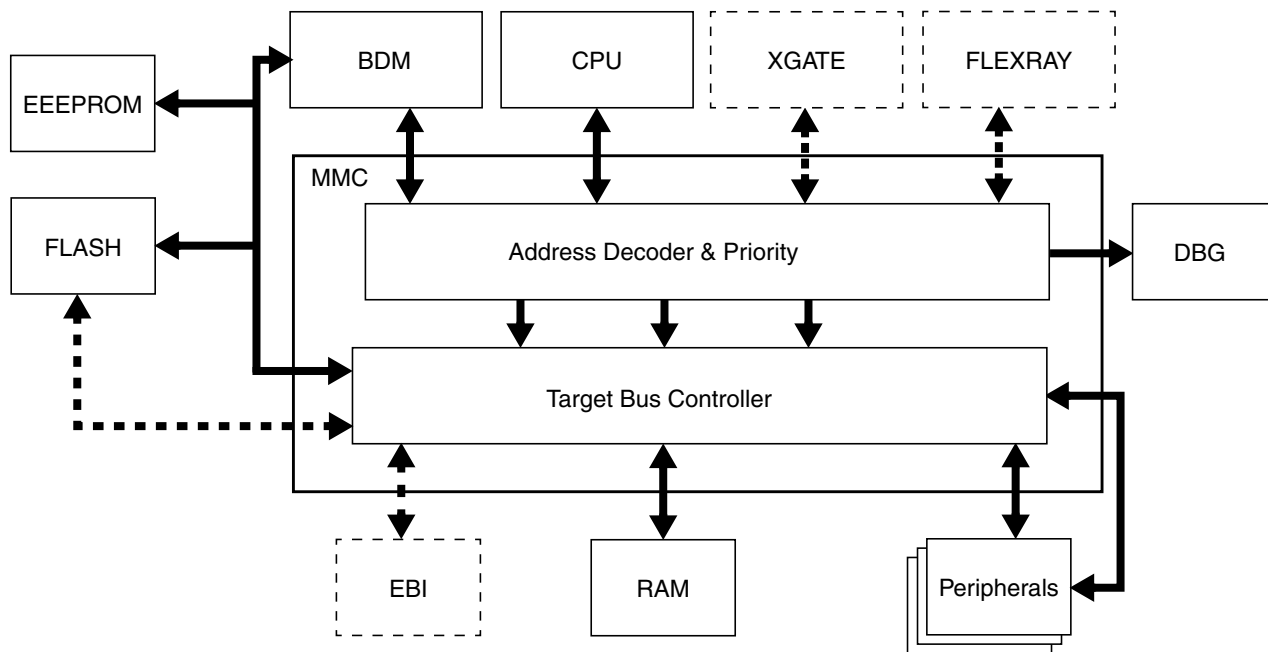 BDM
CPU
XGATE
FLEXRAY
EEEPROM
MMC
FLASH
Address Decoder & Priority
DBG
Target Bus Controller
EBI
RAM
Peripherals